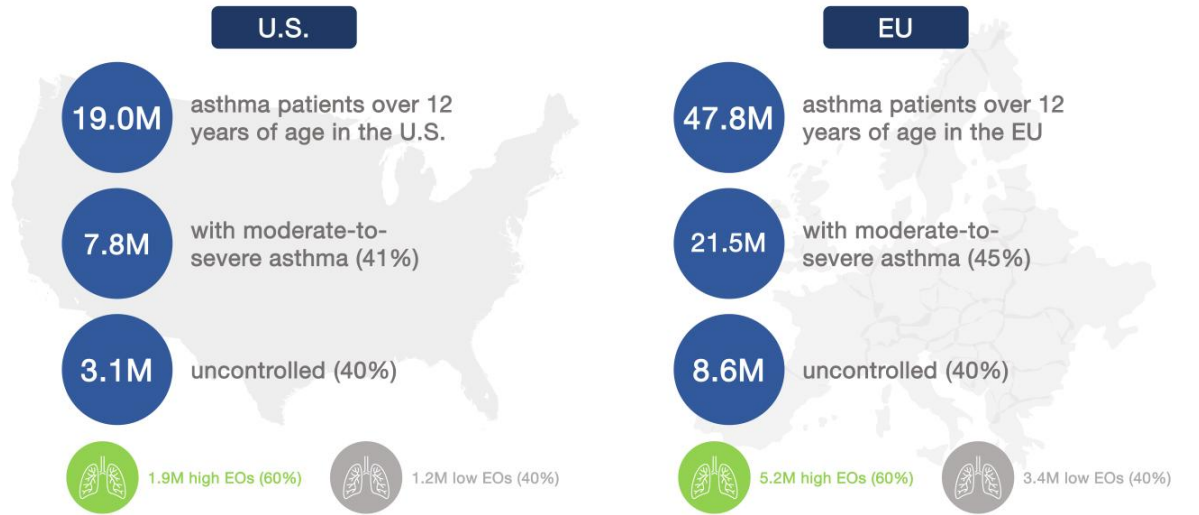 U.S.
19.0M
asthma patients over 12
years of age in the U.S.
7.8M
with moderate-to-
severe asthma (41%)
3.1M
uncontrolled (40%)
1.9M high EOs (60%)
1.2M low EOs (40%)
EU
47.8M
asthma patients over 12
years of age in the EU
21.5M
with moderate-to-
severe asthma (45%)
8.6M
uncontrolled (40%)
5.2M high EOs (60%)
3.4M low EOs (40%)